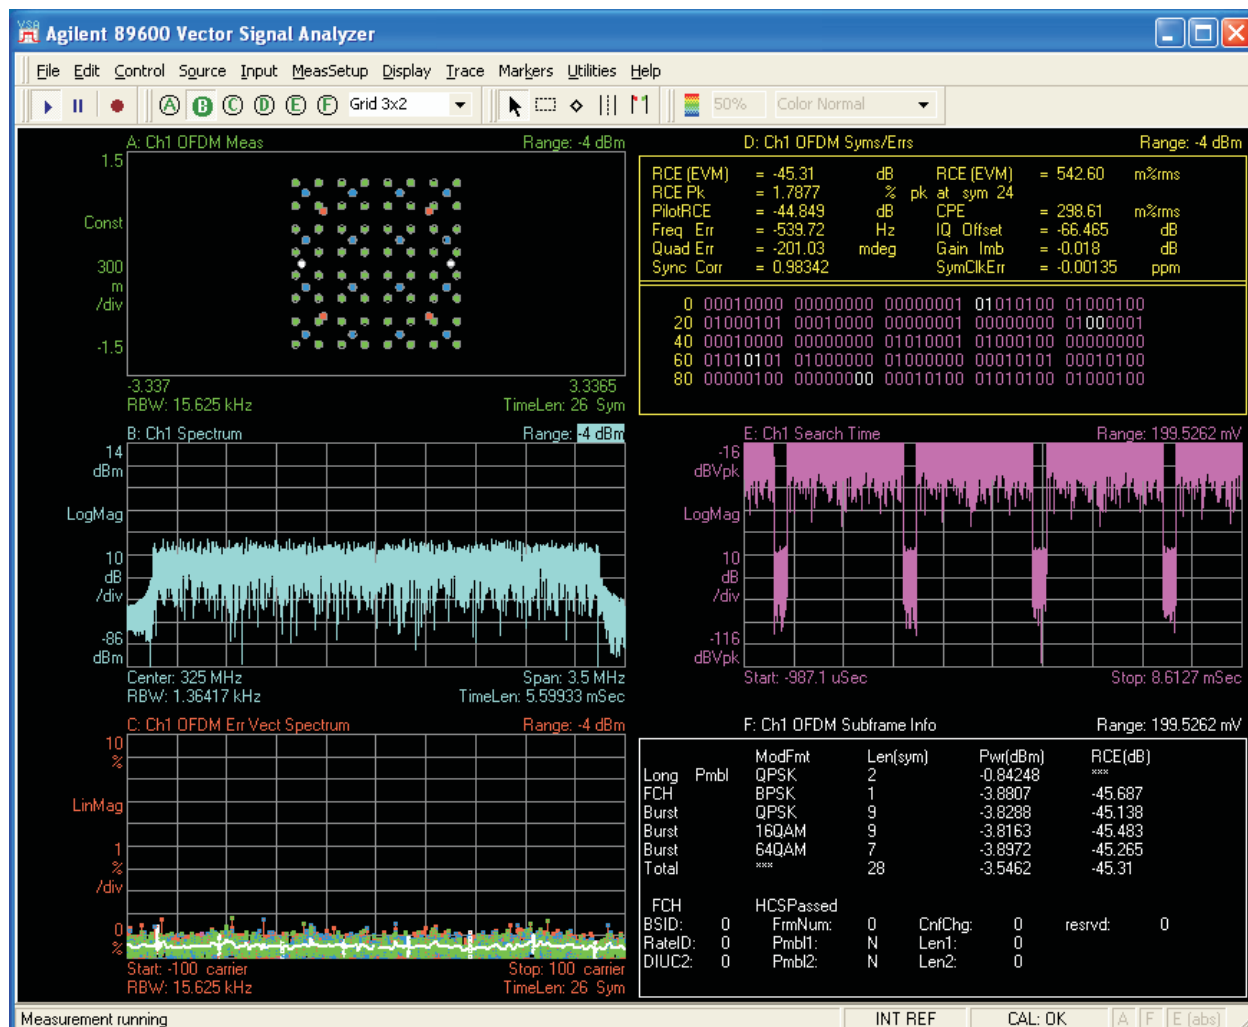 VSA Agilent 89600 Vector Signal Analyzer
File Edit Control Source Input MeasSetup Display Trace Markers Utilities Help
A B C D E F Grid 3x2 50% Color Normal
A: Ch1 OFDM Meas Range: -4 dBm
1.5
Const
300
m
/div
-1.5
-3.337 3.3365
RBW: 15.625 kHz TimeLen: 26 Sym
D: Ch1 OFDM Syms/Errs Range: -4 dBm
RCE (EVM) = -45.31 dB RCE (EVM) = 542.60 m%rms
RCE Pk = 1.7877 % pk at sym 24
PilotRCE = -44.849 dB CPE = 298.61 m%rms
Freq Err = -539.72 Hz IQ Offset = -66.465 dB
Quad Err = -201.03 mdeg Gain Imb = -0.018 dB
Sync Corr = 0.98342 SymClkErr = -0.00135 ppm
0 00010000 00000000 00000001 01010100 01000100
20 01000101 00010000 00000001 00000000 01000001
40 00010000 00000000 01010001 01000100 00000000
60 01010101 01000000 01000000 00010101 00010100
80 00000100 00000000 00010100 01010100 01000100
B: Ch1 Spectrum Range: -4 dBm
14
dBm
LogMag
10
dB
/div
-86
dBm
Center: 325 MHz Span: 3.5 MHz
RBW: 1.36417 kHz TimeLen: 5.59933 mSec
E: Ch1 Search Time Range: 199.5262 mV
-16
dBVpk
LogMag
10
dB
/div
-116
dBVpk
Start: -987.1 uSec Stop: 8.6127 mSec
C: Ch1 OFDM Err Vect Spectrum Range: -4 dBm
10
%
LinMag
1
%
/div
0
%
Start: -100 carrier Stop: 100 carrier
RBW: 15.625 kHz TimeLen: 26 Sym
F: Ch1 OFDM Subframe Info Range: 199.5262 mV
ModFmt Len(sym) Pwr(dBm) RCE(dB)
Long Pmbl QPSK 2 -0.84248 ***
FCH BPSK 1 -3.8807 -45.687
Burst QPSK 9 -3.8288 -45.138
Burst 16QAM 9 -3.8163 -45.483
Burst 64QAM 7 -3.8972 -45.265
Total *** 28 -3.5462 -45.31
FCH HCSPassed
BSID: 0 FrmNum: 0 CnfChg: 0 resrvd: 0
RateID: 0 Pmbl1: N Len1: 0
DIUC2: 0 Pmbl2: N Len2: 0
Measurement running INT REF CAL: OK A F E (abs)